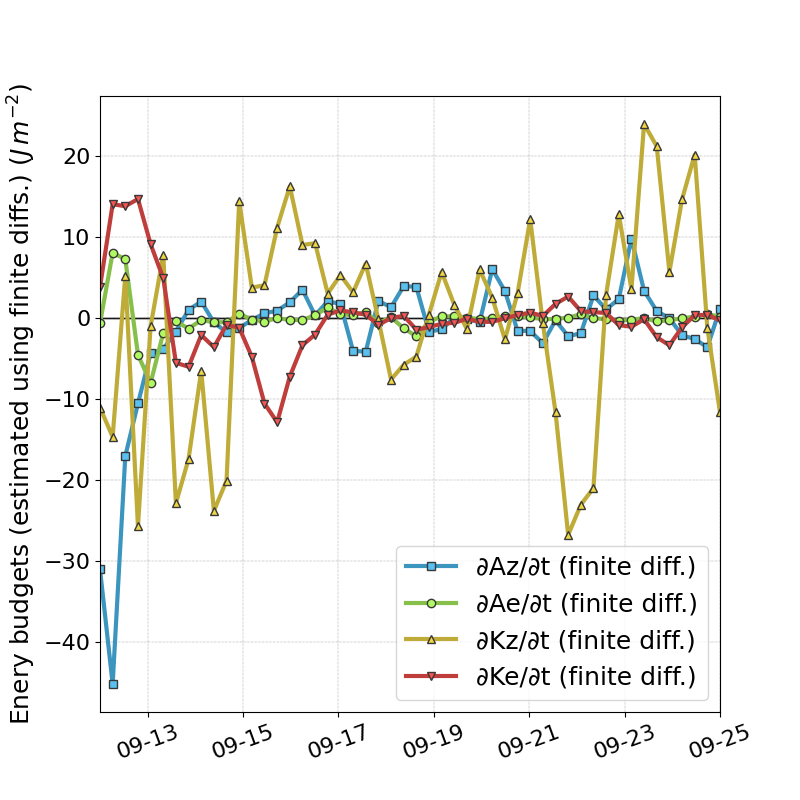 Enery budgets (estimated using finite diffs.) (J m⁻²)
20
10
0
−10
−20
−30
−40
∂Az/∂t (finite diff.)
∂Ae/∂t (finite diff.)
∂Kz/∂t (finite diff.)
∂Ke/∂t (finite diff.)
09-13
09-15
09-17
09-19
09-21
09-23
09-25